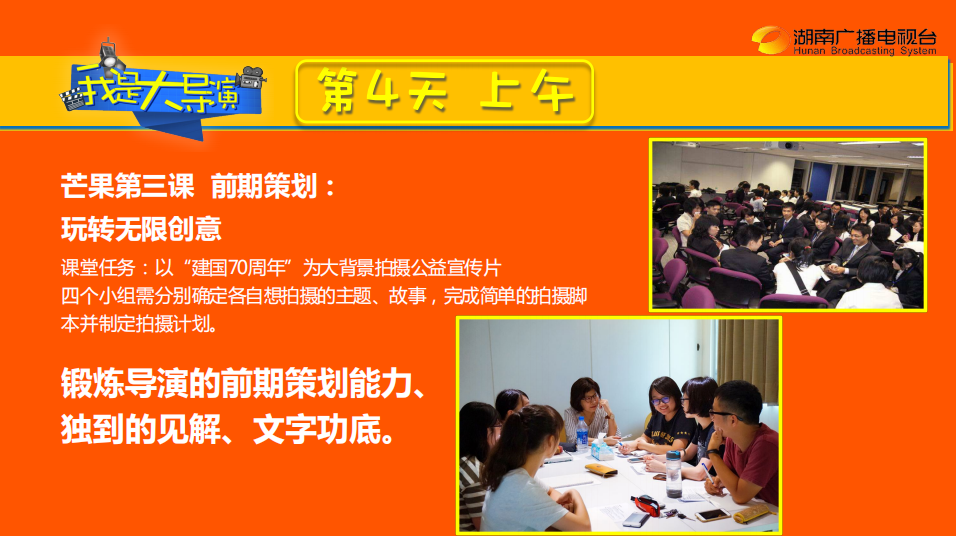 湖南广播电视台
Hunan Broadcasting System
我是大导演
第4天 上午
芒果第三课 前期策划：
玩转无限创意
课堂任务：以“建国70周年”为大背景拍摄公益宣传片
四个小组需分别确定各自想拍摄的主题、故事，完成简单的拍摄脚
本并制定拍摄计划。
锻炼导演的前期策划能力、
独到的见解、文字功底。